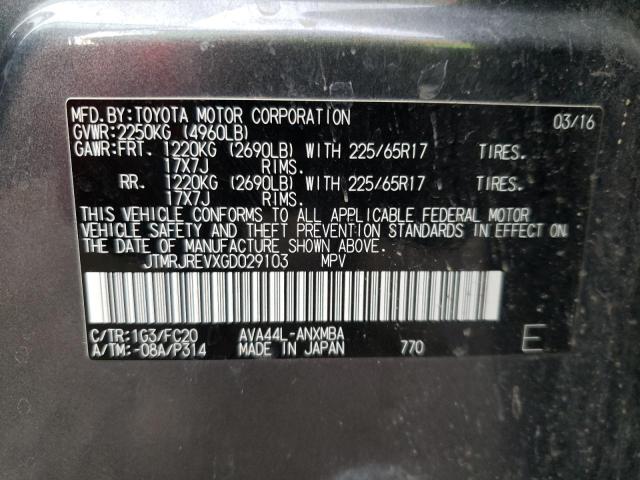 MFD.BY:TOYOTA MOTOR CORPORATION 03/16
GVWR:2250KG (4960LB)
GAWR:FRT. 1220KG (2690LB) WITH 225/65R17 TIRES.
17X7J RIMS.
RR. 1220KG (2690LB) WITH 225/65R17 TIRES.
17X7J RIMS.
THIS VEHICLE CONFORMS TO ALL APPLICABLE FEDERAL MOTOR
VEHICLE SAFETY AND THEFT PREVENTION STANDARDS IN EFFECT ON
THE DATE OF MANUFACTURE SHOWN ABOVE.
JTMRJREVXGD029103 MPV
C/TR:1G3/FC20 AVA44L-ANXMBA
A/TM:-08A/P314 MADE IN JAPAN 770 E